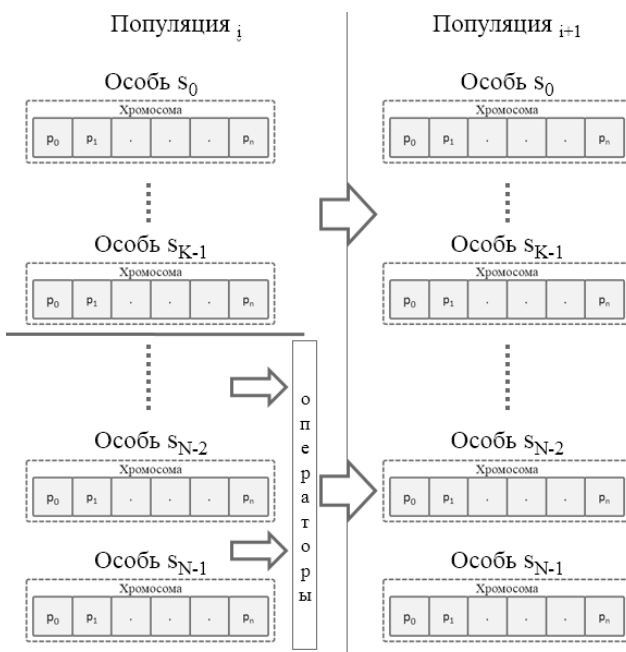 Популяция i
Особь s0
Хромосома
p0 p1 . . . pn
Особь sK-1
Хромосома
p0 p1 . . . pn
Особь sN-2
Хромосома
p0 p1 . . . pn
Особь sN-1
Хромосома
p0 p1 . . . pn
операторы
Популяция i+1
Особь s0
Хромосома
p0 p1 . . . pn
Особь sK-1
Хромосома
p0 p1 . . . pn
Особь sN-2
Хромосома
p0 p1 . . . pn
Особь sN-1
Хромосома
p0 p1 . . . pn